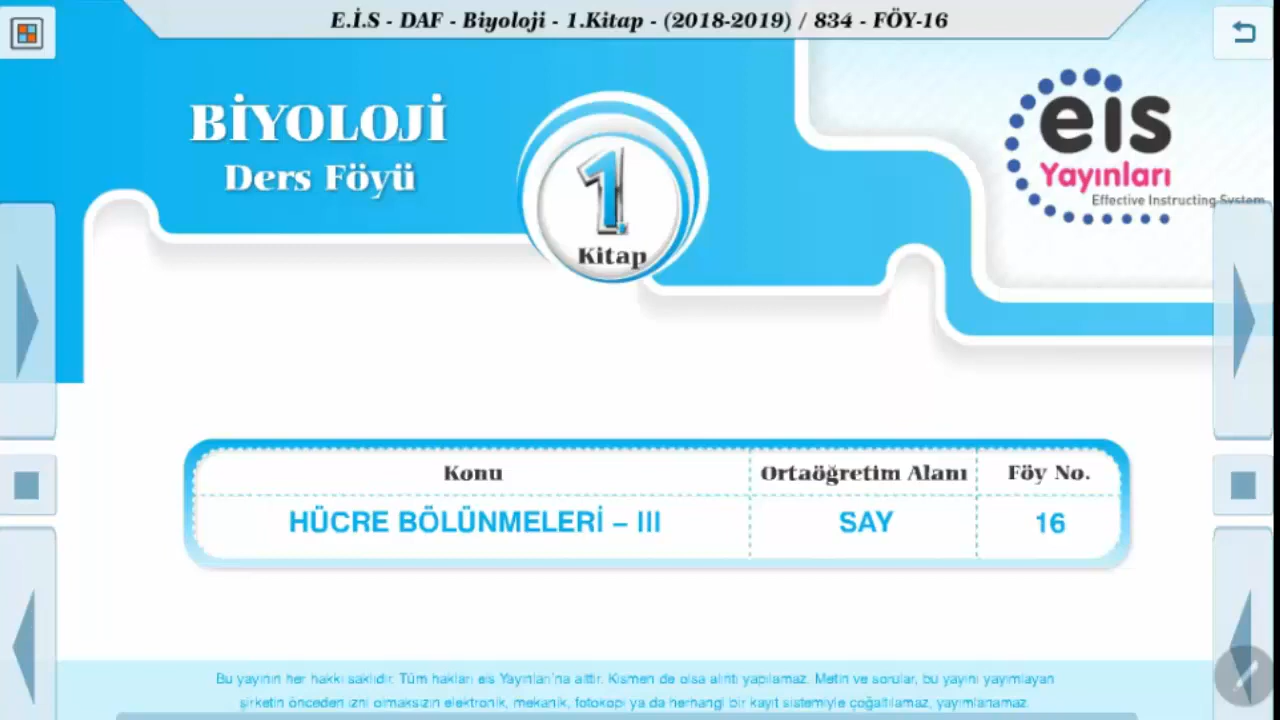 E.İ.S - DAF - Biyoloji - 1.Kitap - (2018-2019) / 834 - FÖY-16
BİYOLOJİ
Ders Föyü
1.
Kitap
eis
Yayınları
Effective Instructing System
Konu
Ortaöğretim Alanı
Föy No.
HÜCRE BÖLÜNMELERİ – III
SAY
16
Bu yayının her hakkı saklıdır. Tüm hakları eis Yayınları'na aittir. Kısmen de olsa alıntı yapılamaz. Metin ve sorular, bu yayını yayımlayan
şirketin önceden izni olmaksızın elektronik, mekanik, fotokopi ya da herhangi bir kayıt sistemiyle çoğaltılamaz, yayımlanamaz.